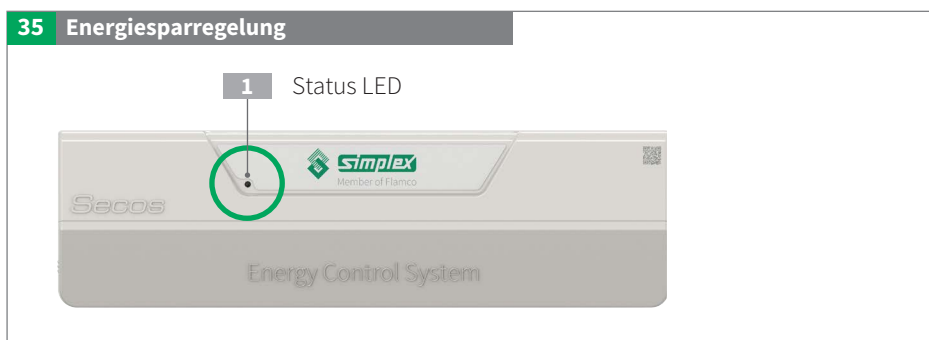 35 Energiesparregelung
1 Status LED
simplex
Member of Flamco
Secos
Energy Control System